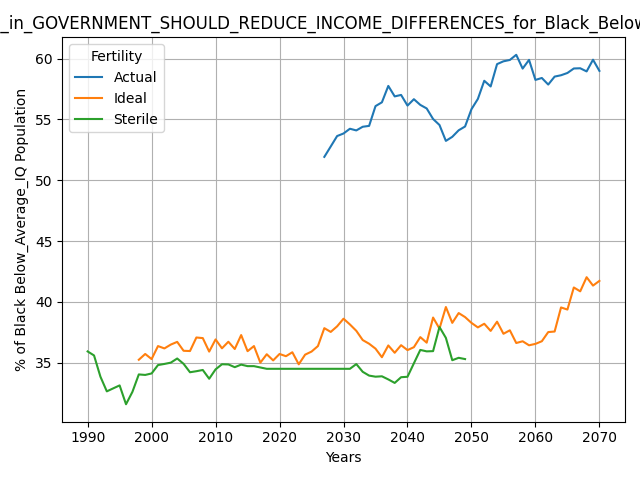 _in_GOVERNMENT_SHOULD_REDUCE_INCOME_DIFFERENCES_for_Black_Below
Fertility
Actual
Ideal
Sterile
% of Black Below_Average_IQ Population
60
55
50
45
40
35
1990 2000 2010 2020 2030 2040 2050 2060 2070
Years